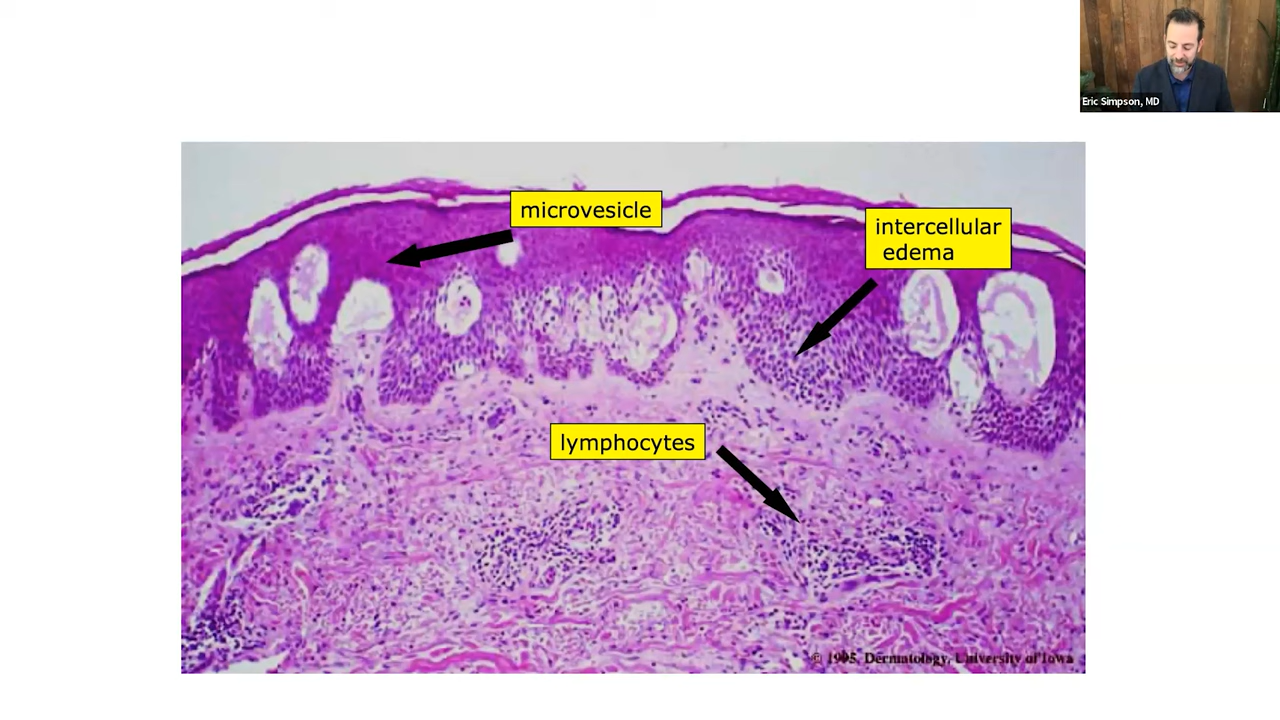 Eric Simpson, MD
microvesicle
intercellular
edema
lymphocytes
© 1995, Dermatology, University of Iowa